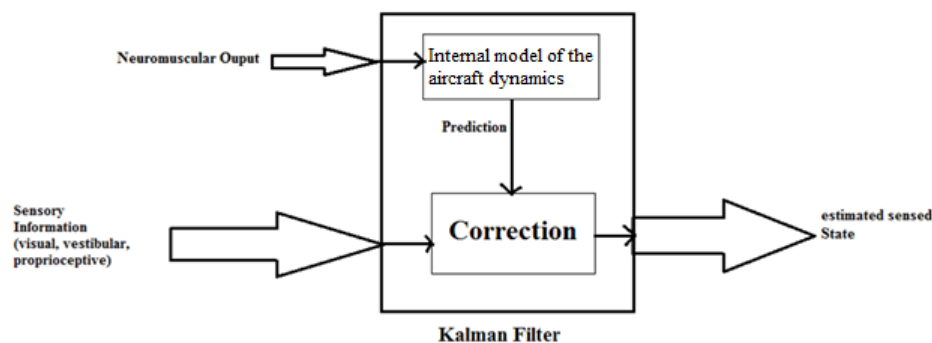 Neuromuscular Ouput
Internal model of the
aircraft dynamics
Prediction
Sensory
Information
(visual, vestibular,
proprioceptive)
Correction
estimated sensed
State
Kalman Filter